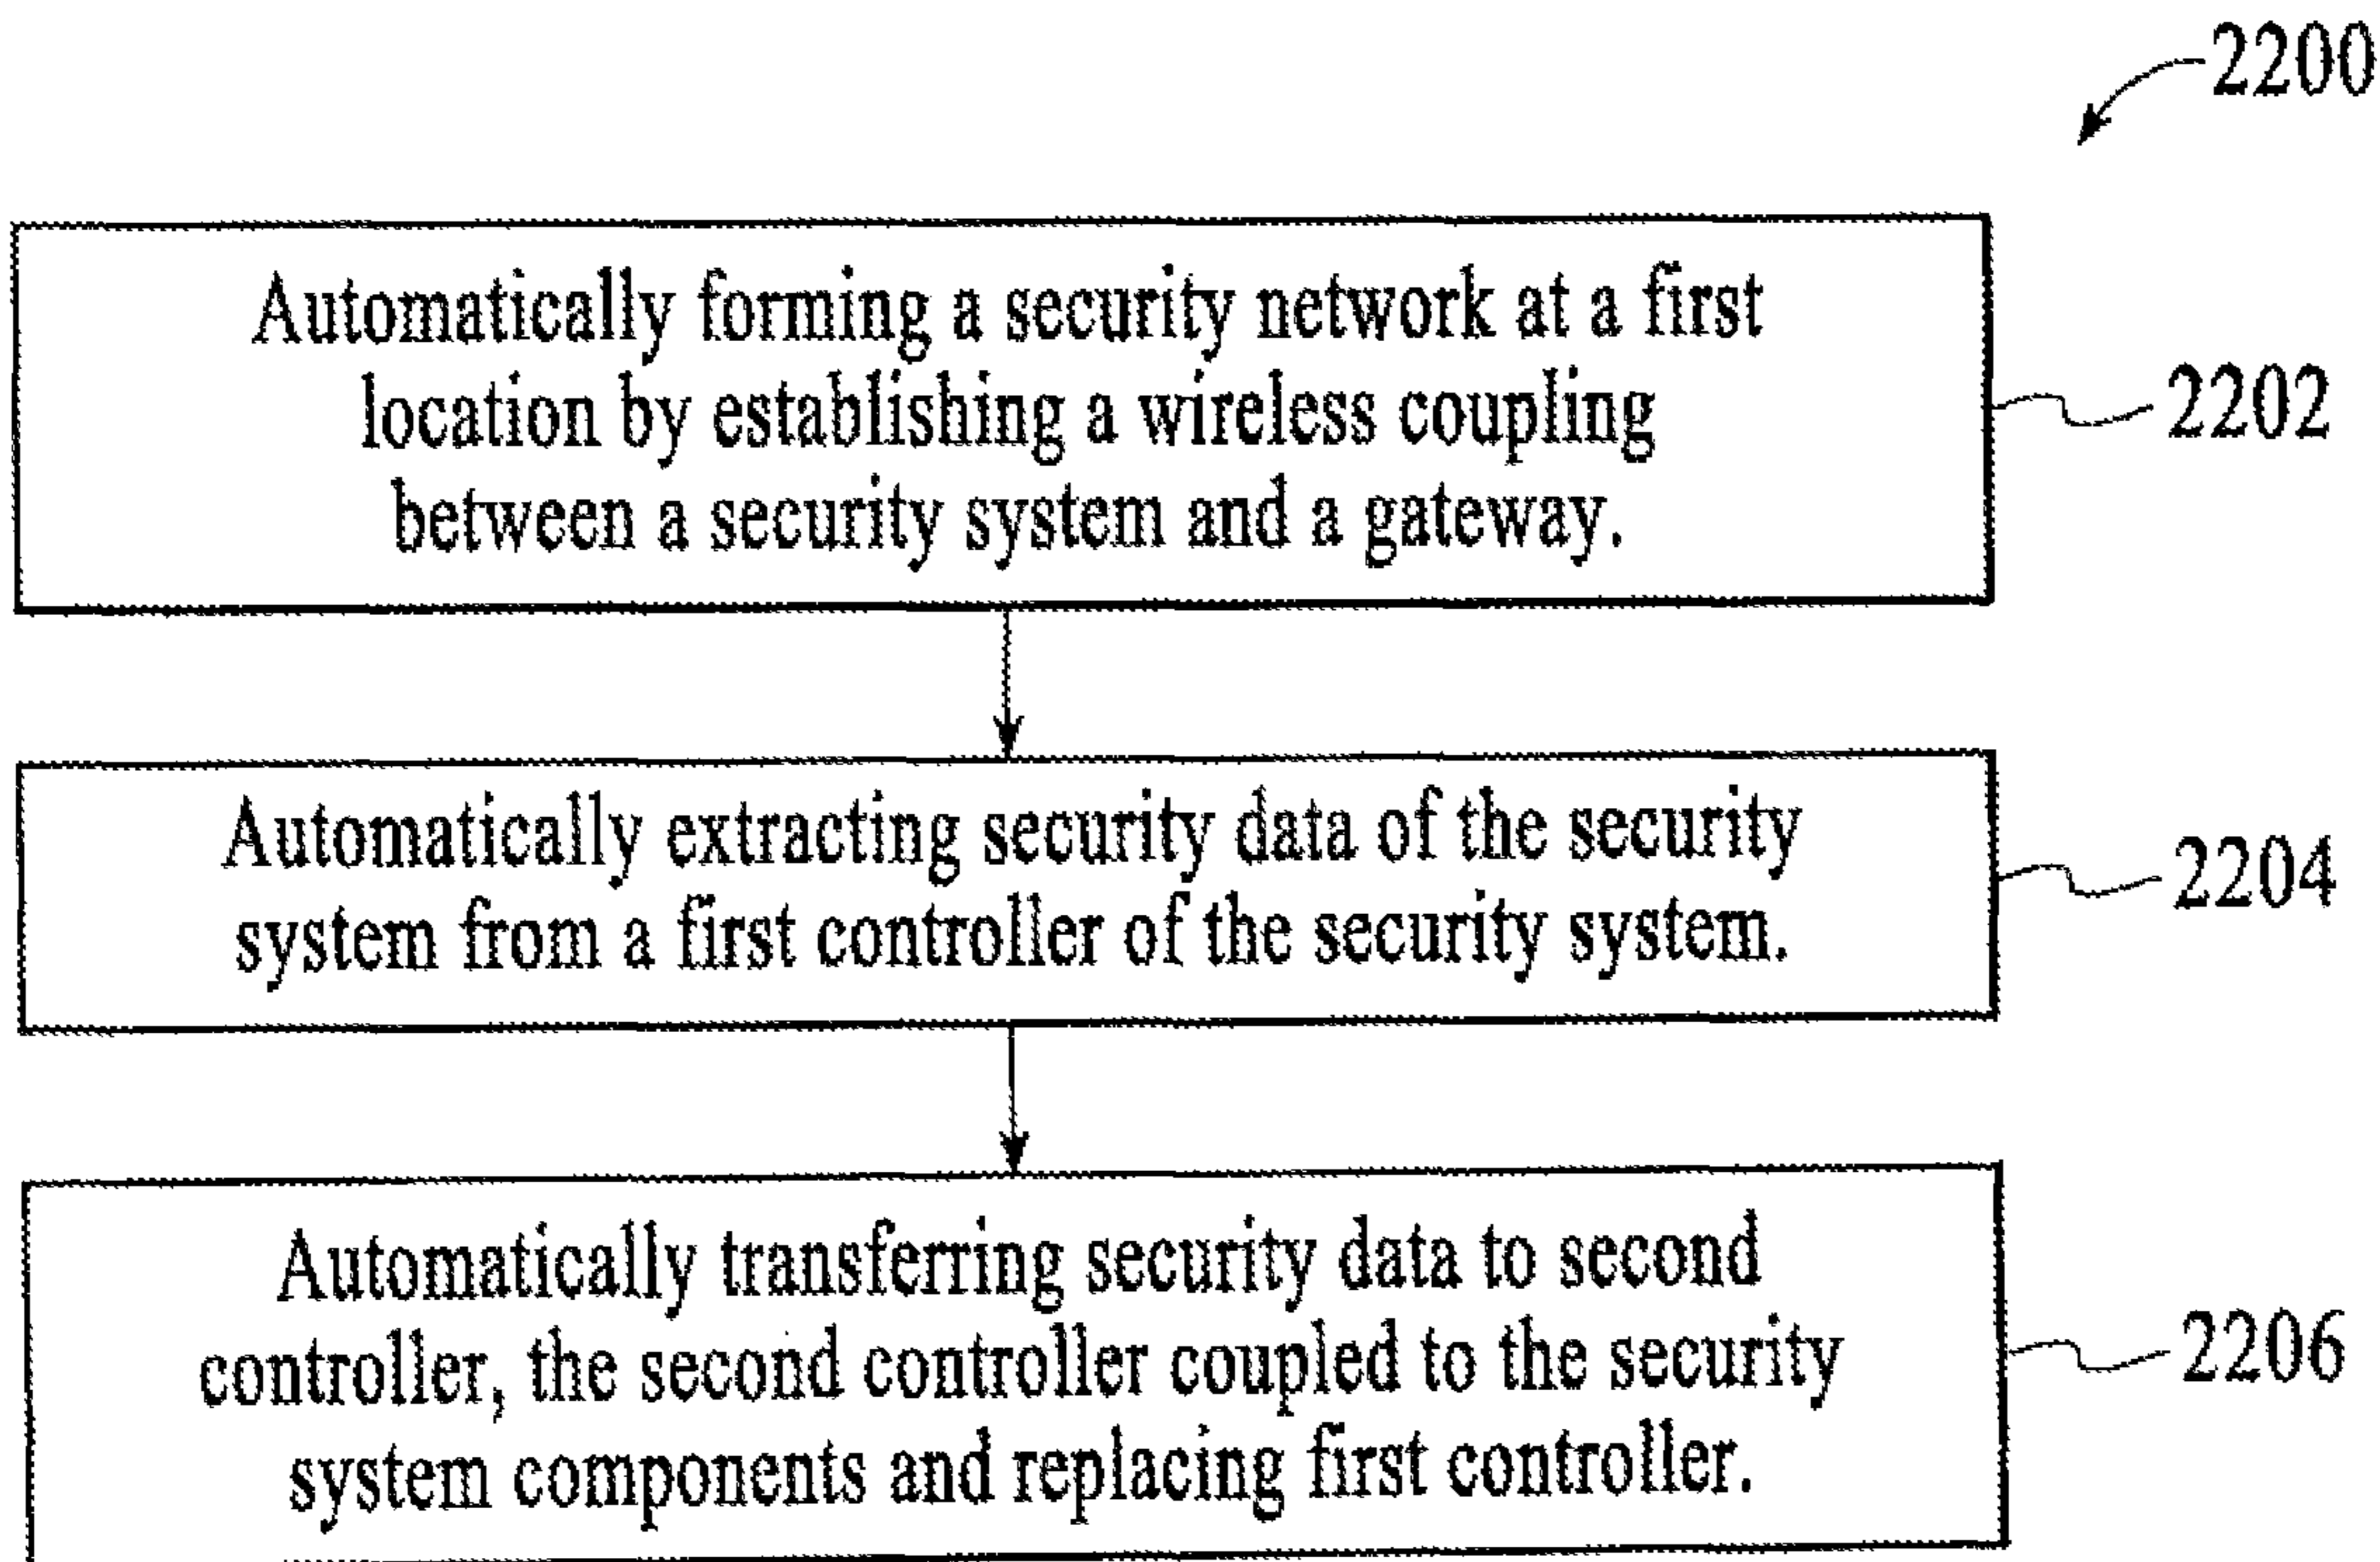 2200
Automatically forming a security network at a first
location by establishing a wireless coupling
between a security system and a gateway.
2202
Automatically extracting security data of the security
system from a first controller of the security system.
2204
Automatically transferring security data to second
controller, the second controller coupled to the security
system components and replacing first controller.
2206